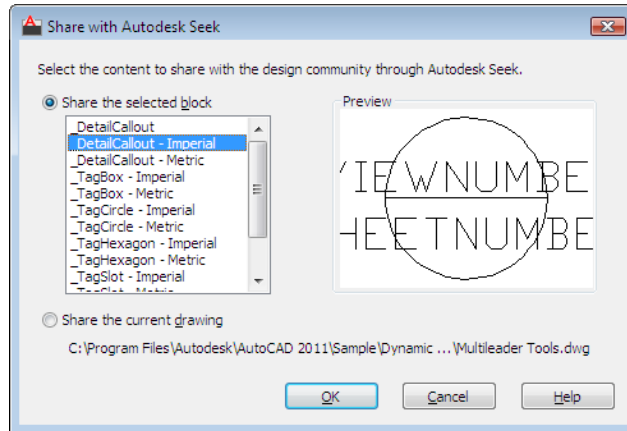 Share with Autodesk Seek
Select the content to share with the design community through Autodesk Seek.
Share the selected block
Preview
_DetailCallout
_DetailCallout - Imperial
_DetailCallout - Metric
_TagBox - Imperial
_TagBox - Metric
_TagCircle - Imperial
_TagCircle - Metric
_TagHexagon - Imperial
_TagHexagon - Metric
_TagSlot - Imperial
_TagSlot - Metric
IEWNUMBE
HEETNUMBE
Share the current drawing
C:\Program Files\Autodesk\AutoCAD 2011\Sample\Dynamic ...\Multileader Tools.dwg
OK
Cancel
Help